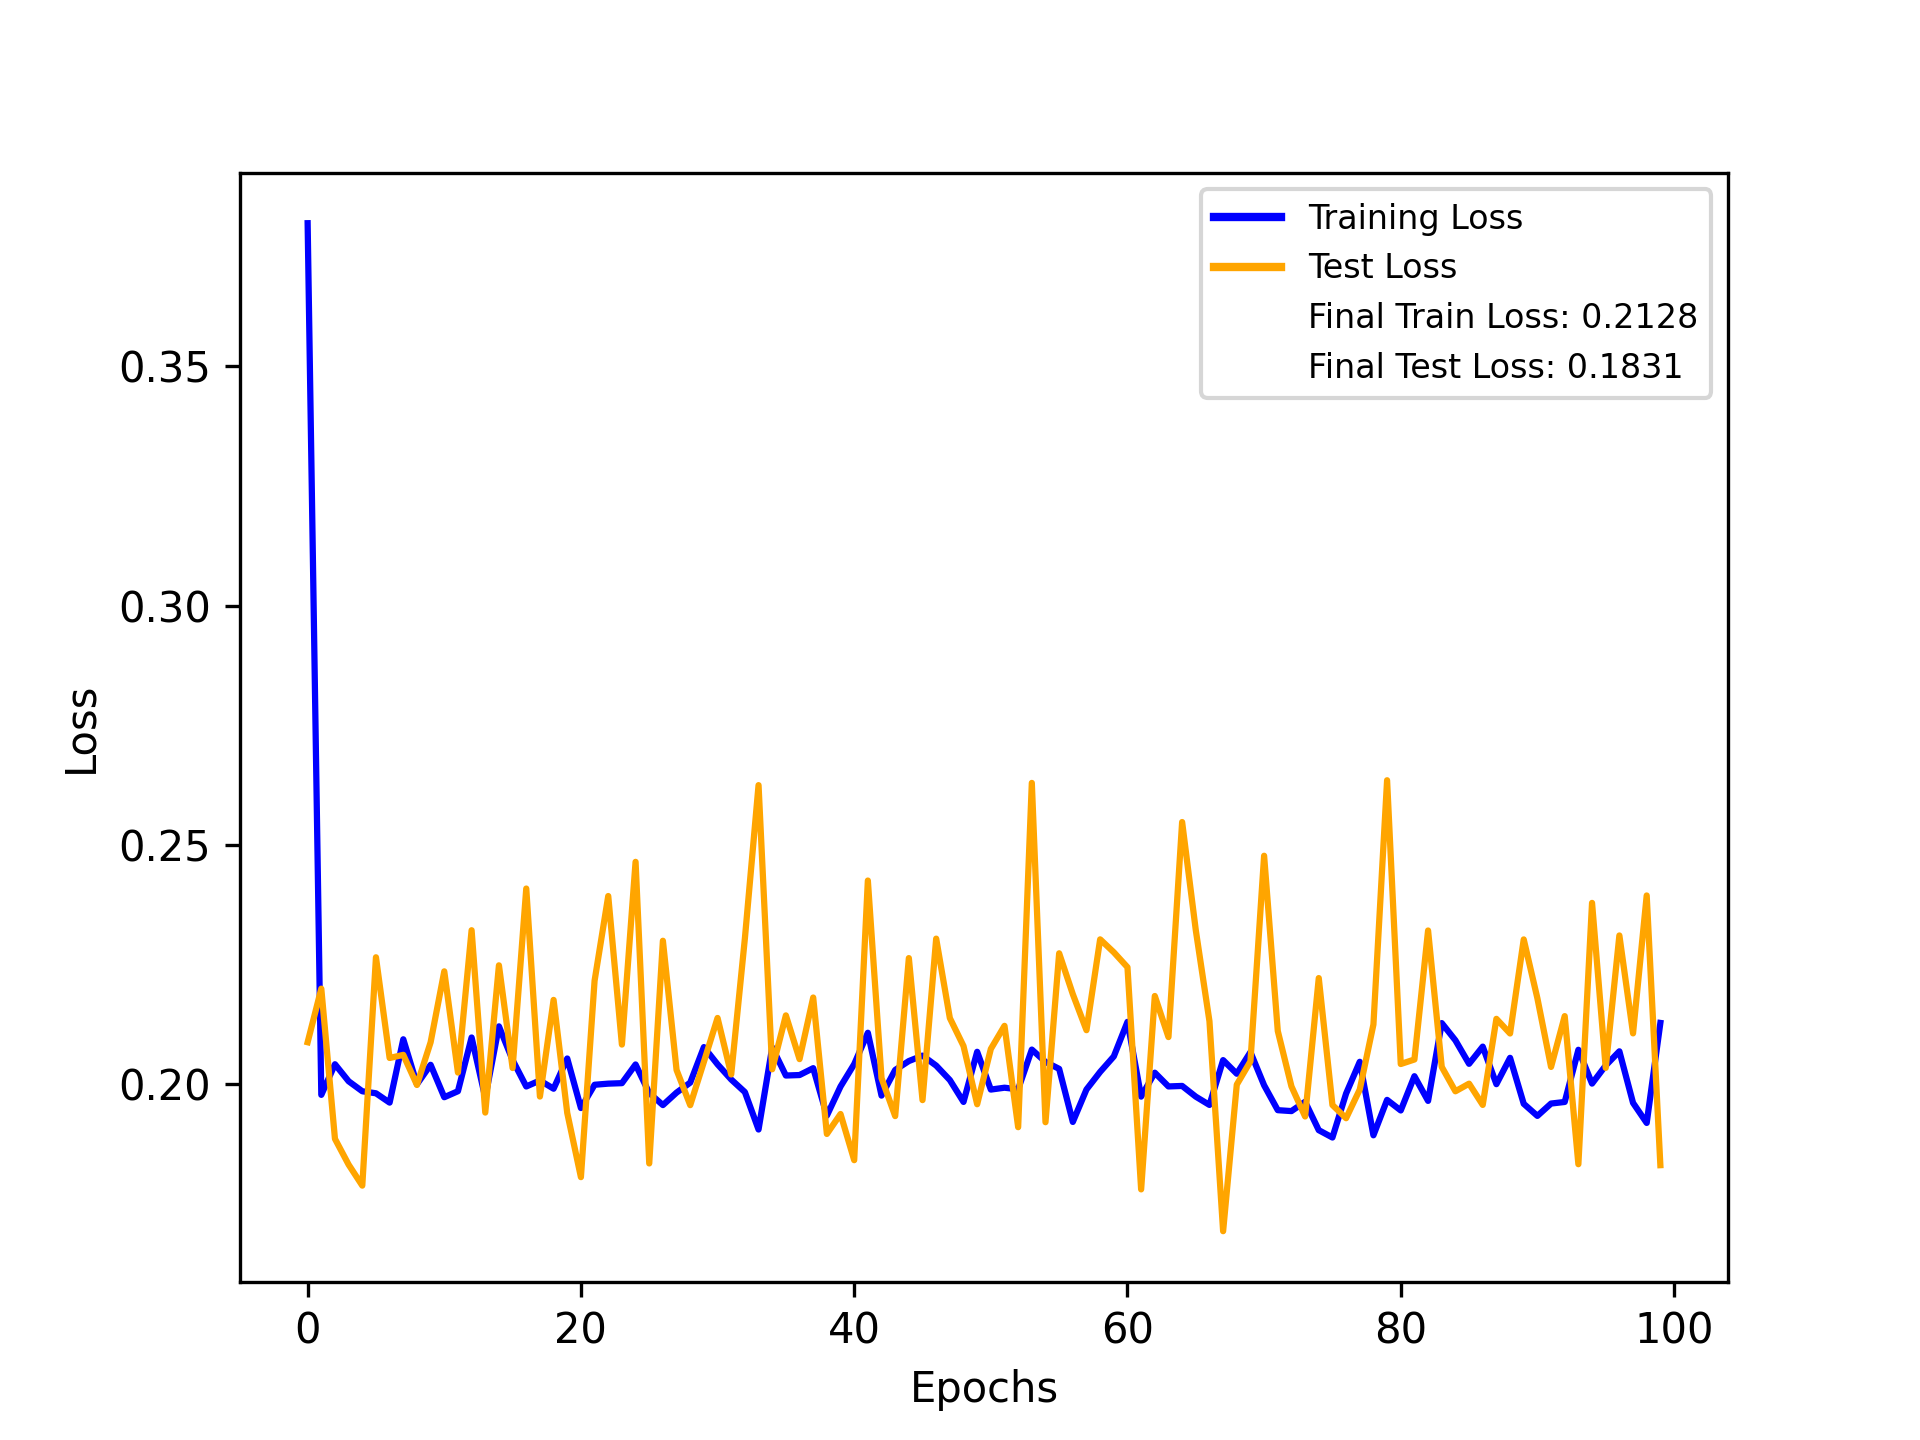 Training Loss
Test Loss
Final Train Loss: 0.2128
Final Test Loss: 0.1831
0.35
0.30
0.25
0.20
Loss
0 20 40 60 80 100
Epochs